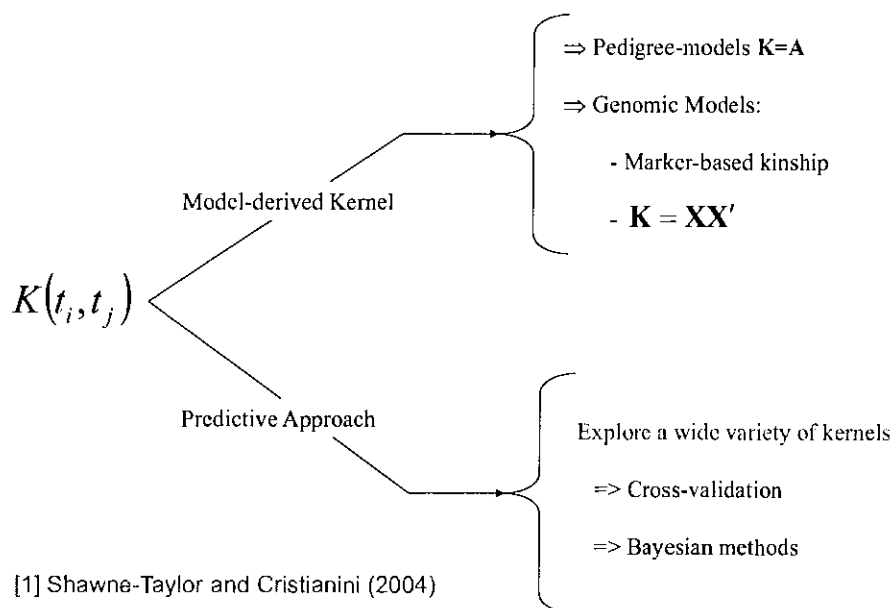 ⇒ Pedigree-models K=A
⇒ Genomic Models:
- Marker-based kinship
- K = XX′
Model-derived Kernel
K(t_i, t_j)
Predictive Approach
Explore a wide variety of kernels
=> Cross-validation
=> Bayesian methods
[1] Shawne-Taylor and Cristianini (2004)